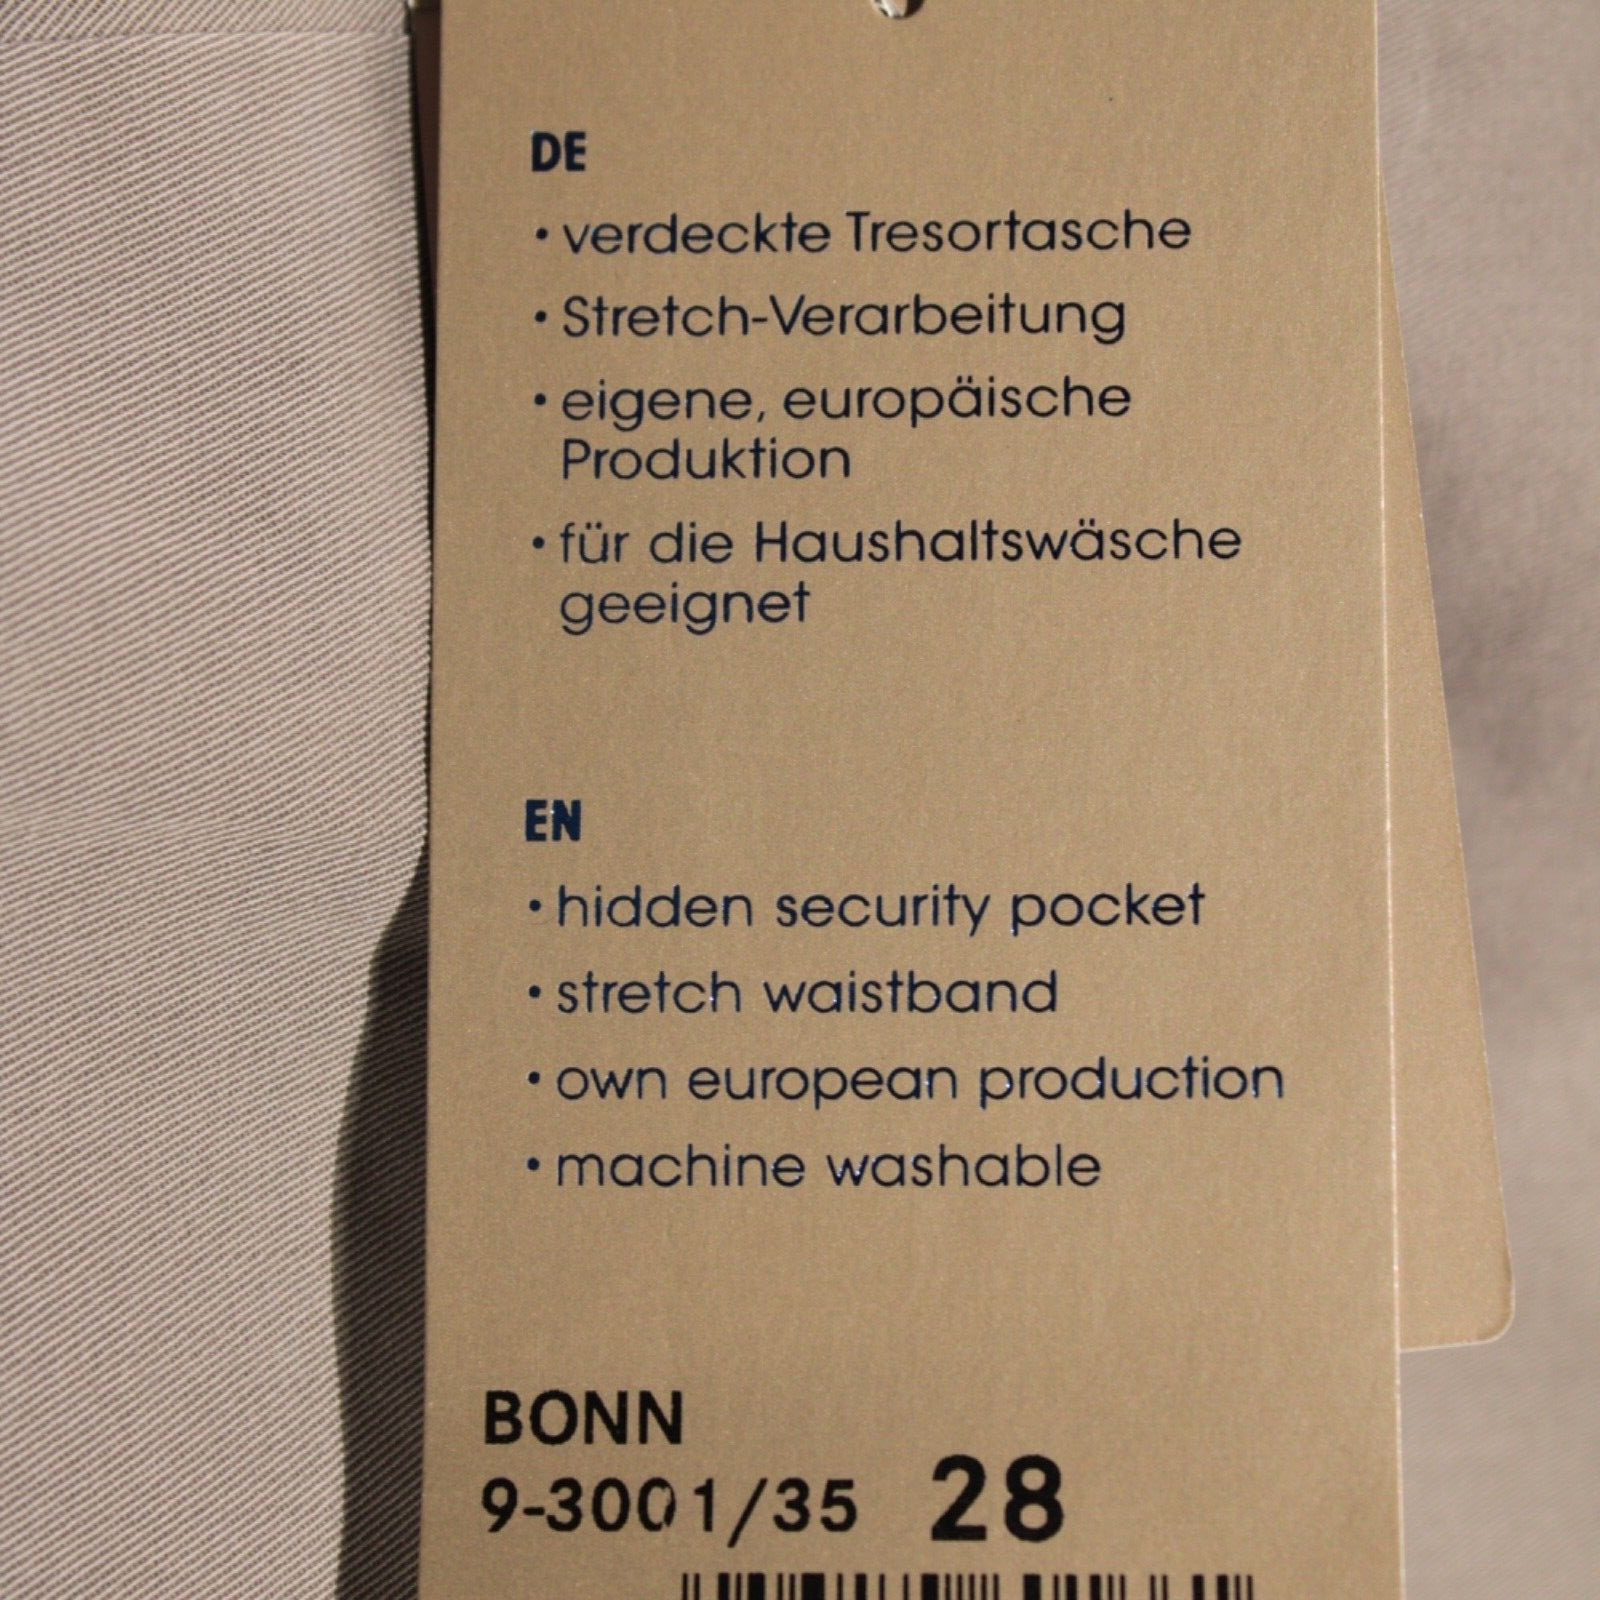 DE
• verdeckte Tresortasche
• Stretch-Verarbeitung
• eigene, europäische
Produktion
• für die Haushaltswäsche
geeignet
EN
• hidden security pocket
• stretch waistband
• own european production
• machine washable
BONN
9-3001/35 28